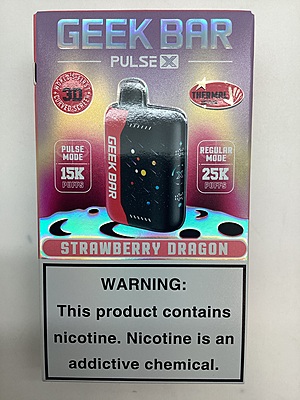 GEEK BAR
PULSE X
3D
THERMAL
PULSE
MODE
15K
PUFFS
REGULAR
MODE
25K
PUFFS
GEEK BAR
STRAWBERRY DRAGON
WARNING:
This product contains
nicotine. Nicotine is an
addictive chemical.